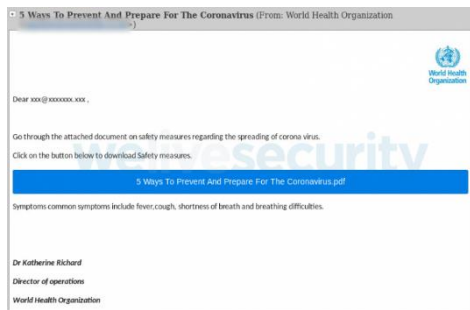 5 Ways To Prevent And Prepare For The Coronavirus (From: World Health Organization
>)
World Health
Organization
Dear xxx@xxxxxxx.xxx ,
Go through the attached document on safety measures regarding the spreading of corona virus.
Click on the button below to download Safety measures.
welivesecurity
5 Ways To Prevent And Prepare For The Coronavirus.pdf
Symptoms common symptoms include fever,cough, shortness of breath and breathing difficulties.
Dr Katherine Richard
Director of operations
World Health Organization